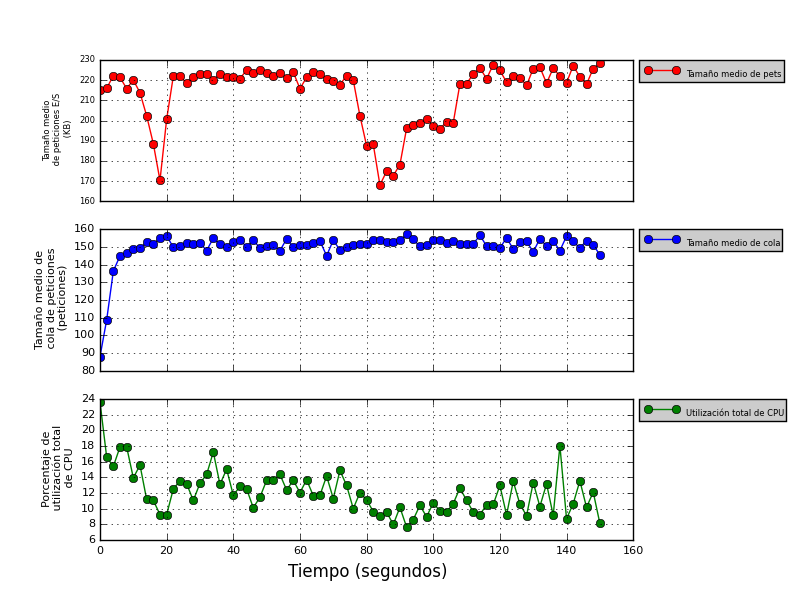 Tamaño medio
de peticiones E/S
(KB)
230
220
210
200
190
180
170
160
Tamaño medio de pets
Tamaño medio de
cola de peticiones
(peticiones)
160
150
140
130
120
110
100
90
80
Tamaño medio de cola
Porcentaje de
utilización total
de CPU
24
22
20
18
16
14
12
10
8
6
Utilización total de CPU
0 20 40 60 80 100 120 140 160
Tiempo (segundos)